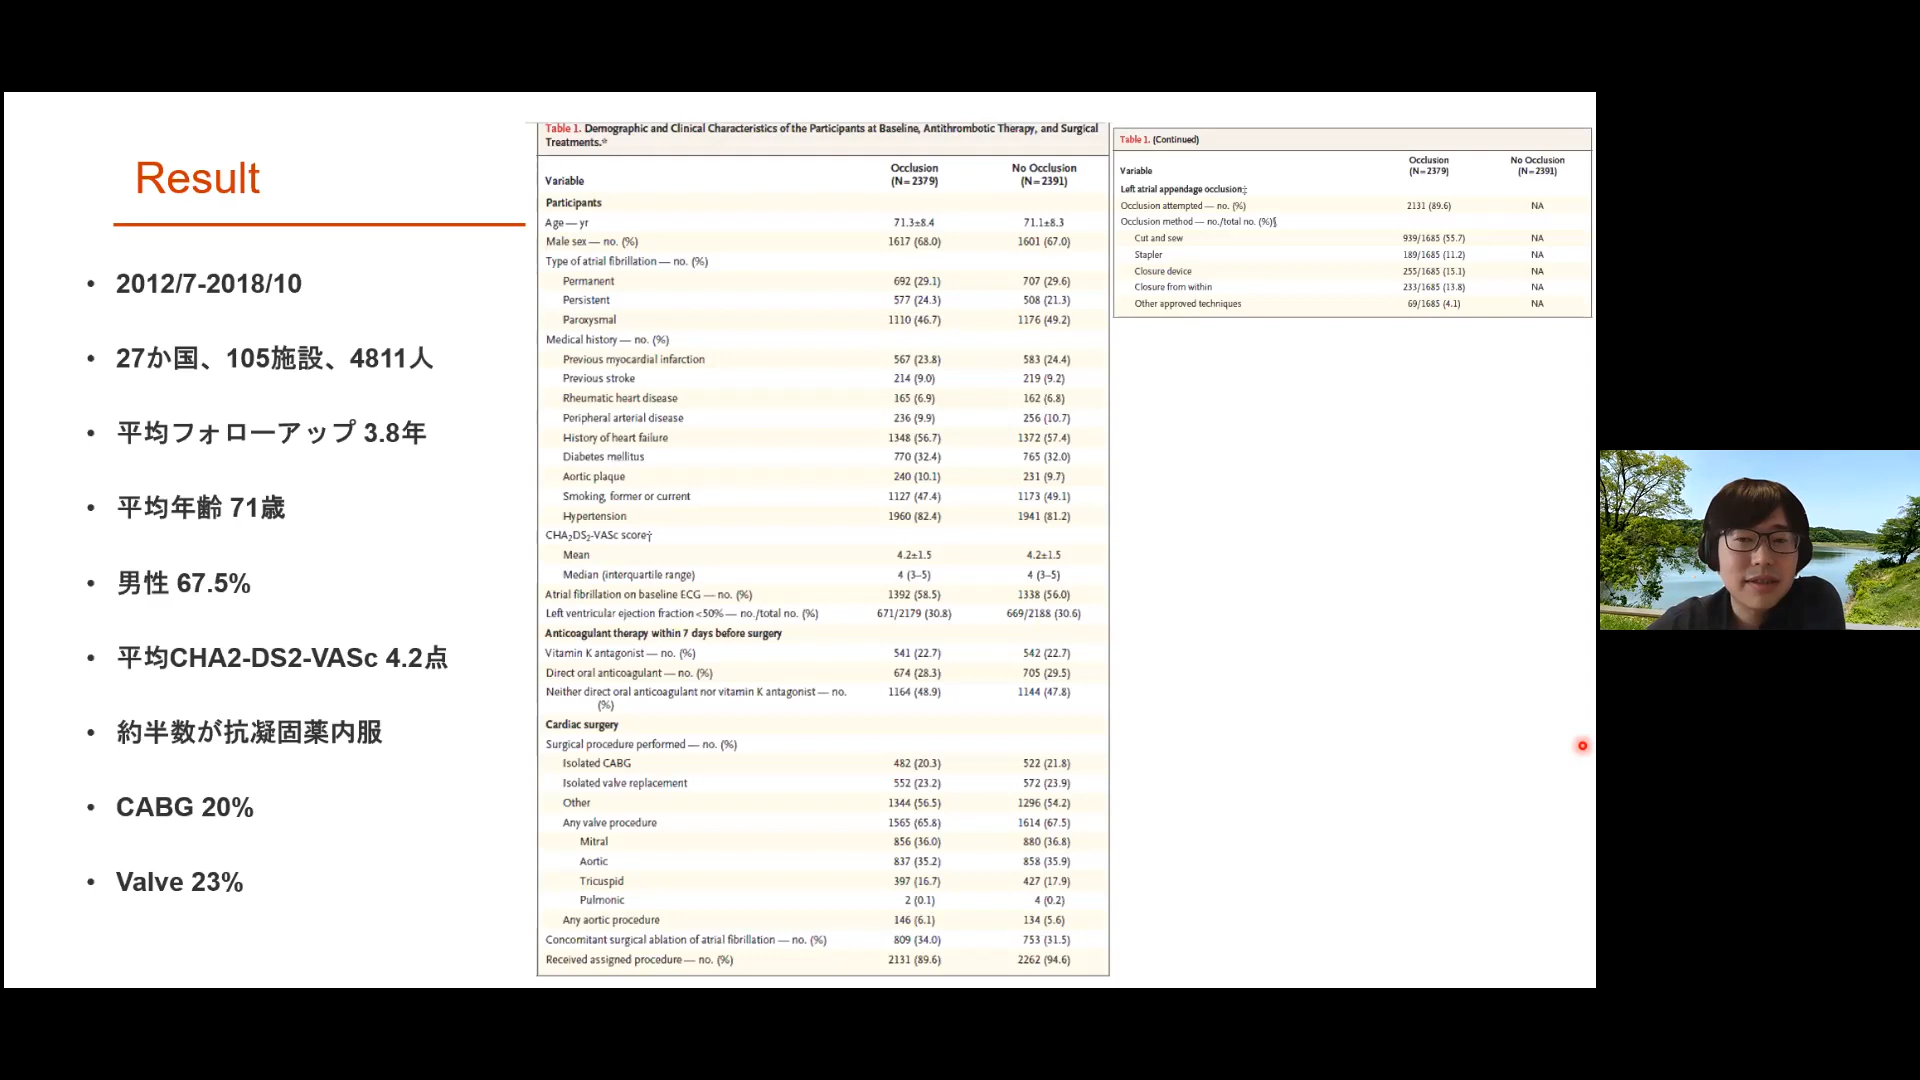 Result
• 2012/7-2018/10
• 27か国、105施設、4811人
• 平均フォローアップ 3.8年
• 平均年齢 71歳
• 男性 67.5%
• 平均CHA2-DS2-VASc 4.2点
• 約半数が抗凝固薬内服
• CABG 20%
• Valve 23%
Table 1. Demographic and Clinical Characteristics of the Participants at Baseline, Antithrombotic Therapy, and Surgical
Treatments.*
Variable Occlusion (N=2379) No Occlusion (N=2391)
Participants
Age — yr 71.3±8.4 71.1±8.3
Male sex — no. (%) 1617 (68.0) 1601 (67.0)
Type of atrial fibrillation — no. (%)
Permanent 692 (29.1) 707 (29.6)
Persistent 577 (24.3) 508 (21.3)
Paroxysmal 1110 (46.7) 1176 (49.2)
Medical history — no. (%)
Previous myocardial infarction 567 (23.8) 583 (24.4)
Previous stroke 214 (9.0) 219 (9.2)
Rheumatic heart disease 165 (6.9) 162 (6.8)
Peripheral arterial disease 236 (9.9) 256 (10.7)
History of heart failure 1348 (56.7) 1372 (57.4)
Diabetes mellitus 770 (32.4) 765 (32.0)
Aortic plaque 240 (10.1) 231 (9.7)
Smoking, former or current 1127 (47.4) 1173 (49.1)
Hypertension 1960 (82.4) 1941 (81.2)
CHA₂DS₂-VASc score†
Mean 4.2±1.5 4.2±1.5
Median (interquartile range) 4 (3–5) 4 (3–5)
Atrial fibrillation on baseline ECG — no. (%) 1392 (58.5) 1338 (56.0)
Left ventricular ejection fraction <50% — no./total no. (%) 671/2179 (30.8) 669/2188 (30.6)
Anticoagulant therapy within 7 days before surgery
Vitamin K antagonist — no. (%) 541 (22.7) 542 (22.7)
Direct oral anticoagulant — no. (%) 674 (28.3) 705 (29.5)
Neither direct oral anticoagulant nor vitamin K antagonist — no. 1164 (48.9) 1144 (47.8)
(%)
Cardiac surgery
Surgical procedure performed — no. (%)
Isolated CABG 482 (20.3) 522 (21.8)
Isolated valve replacement 552 (23.2) 572 (23.9)
Other 1344 (56.5) 1296 (54.2)
Any valve procedure 1565 (65.8) 1614 (67.5)
Mitral 856 (36.0) 880 (36.8)
Aortic 837 (35.2) 858 (35.9)
Tricuspid 397 (16.7) 427 (17.9)
Pulmonic 2 (0.1) 4 (0.2)
Any aortic procedure 146 (6.1) 134 (5.6)
Concomitant surgical ablation of atrial fibrillation — no. (%) 809 (34.0) 753 (31.5)
Received assigned procedure — no. (%) 2131 (89.6) 2262 (94.6)
Table 1. (Continued)
Variable Occlusion (N=2379) No Occlusion (N=2391)
Left atrial appendage occlusion‡
Occlusion attempted — no. (%) 2131 (89.6) NA
Occlusion method — no./total no. (%)§
Cut and sew 939/1685 (55.7) NA
Stapler 189/1685 (11.2) NA
Closure device 255/1685 (15.1) NA
Closure from within 233/1685 (13.8) NA
Other approved techniques 69/1685 (4.1) NA